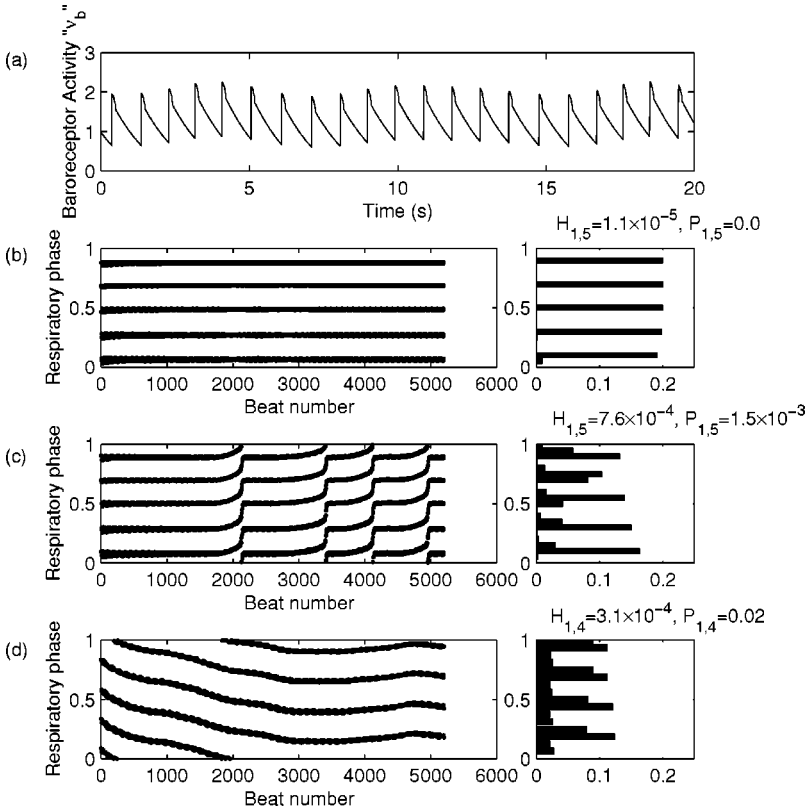 (a)
Baroreceptor Activity "ν_b"
3
2
1
0
0 5 10 15 20
Time (s)
H_{1,5}=1.1×10^{-5}, P_{1,5}=0.0
(b)
Respiratory phase
1
0.5
0
0 1000 2000 3000 4000 5000 6000
Beat number
1
0.5
0
0 0.1 0.2
H_{1,5}=7.6×10^{-4}, P_{1,5}=1.5×10^{-3}
(c)
Respiratory phase
1
0.5
0
0 1000 2000 3000 4000 5000 6000
Beat number
1
0.5
0
0 0.1 0.2
H_{1,4}=3.1×10^{-4}, P_{1,4}=0.02
(d)
Respiratory phase
1
0.5
0
0 1000 2000 3000 4000 5000 6000
Beat number
1
0.5
0
0 0.1 0.2